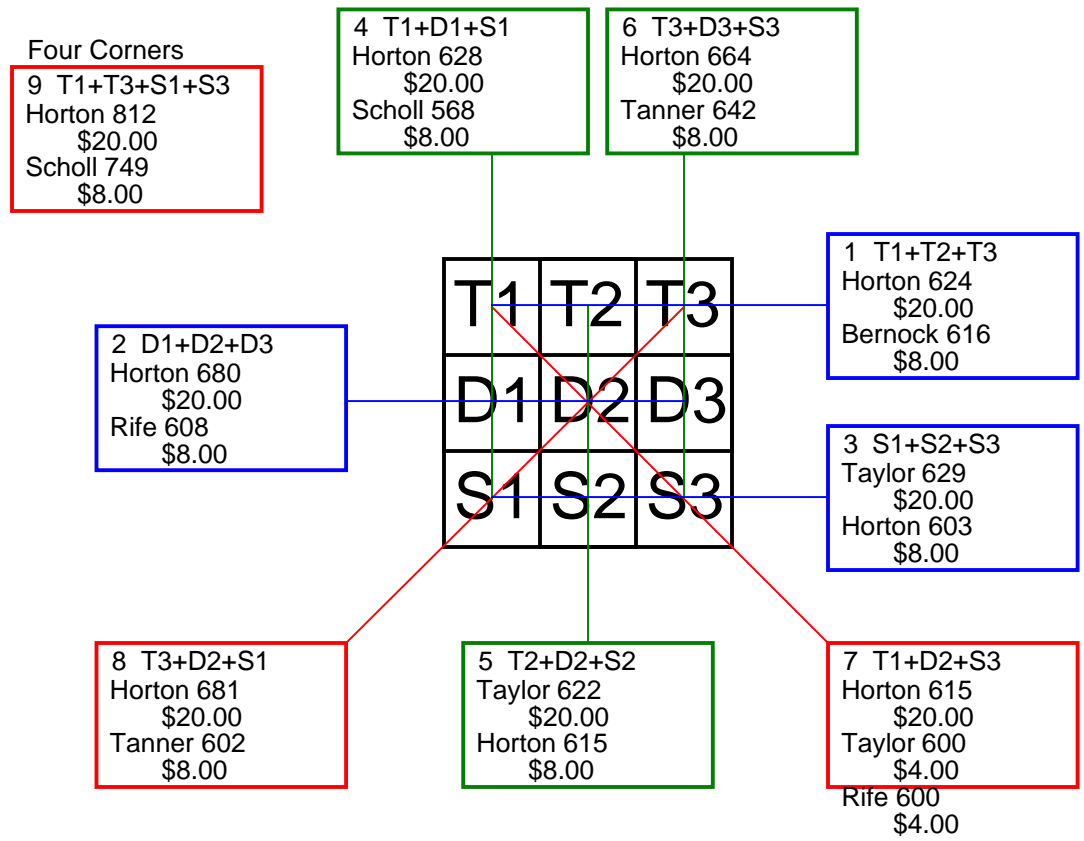 Four Corners
9 T1+T3+S1+S3
Horton 812
$20.00
Scholl 749
$8.00
4 T1+D1+S1
Horton 628
$20.00
Scholl 568
$8.00
6 T3+D3+S3
Horton 664
$20.00
Tanner 642
$8.00
1 T1+T2+T3
Horton 624
$20.00
Bernock 616
$8.00
2 D1+D2+D3
Horton 680
$20.00
Rife 608
$8.00
T1 T2 T3
D1 D2 D3
S1 S2 S3
3 S1+S2+S3
Taylor 629
$20.00
Horton 603
$8.00
8 T3+D2+S1
Horton 681
$20.00
Tanner 602
$8.00
5 T2+D2+S2
Taylor 622
$20.00
Horton 615
$8.00
7 T1+D2+S3
Horton 615
$20.00
Taylor 600
$4.00
Rife 600
$4.00